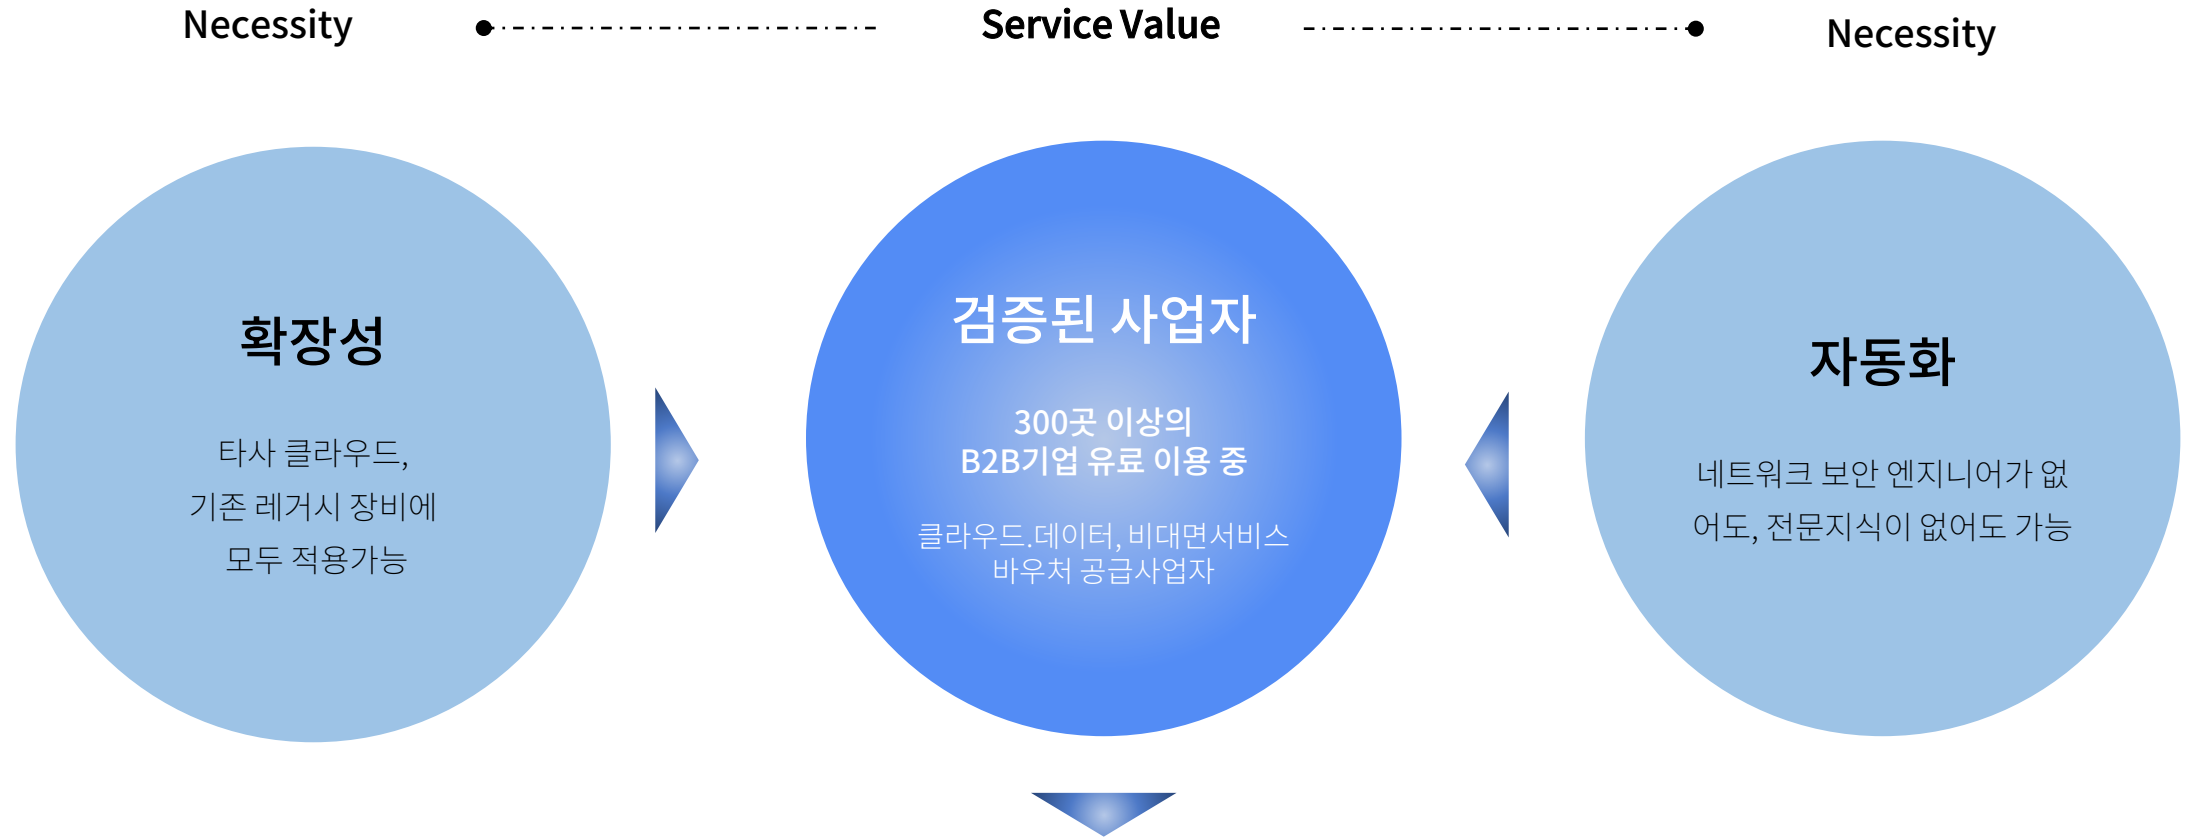 Necessity
Service Value
Necessity
확장성
타사 클라우드,
기존 레거시 장비에
모두 적용가능
검증된 사업자
300곳 이상의
B2B기업 유료 이용 중
클라우드.데이터, 비대면서비스
바우처 공급사업자
자동화
네트워크 보안 엔지니어가 없
어도, 전문지식이 없어도 가능